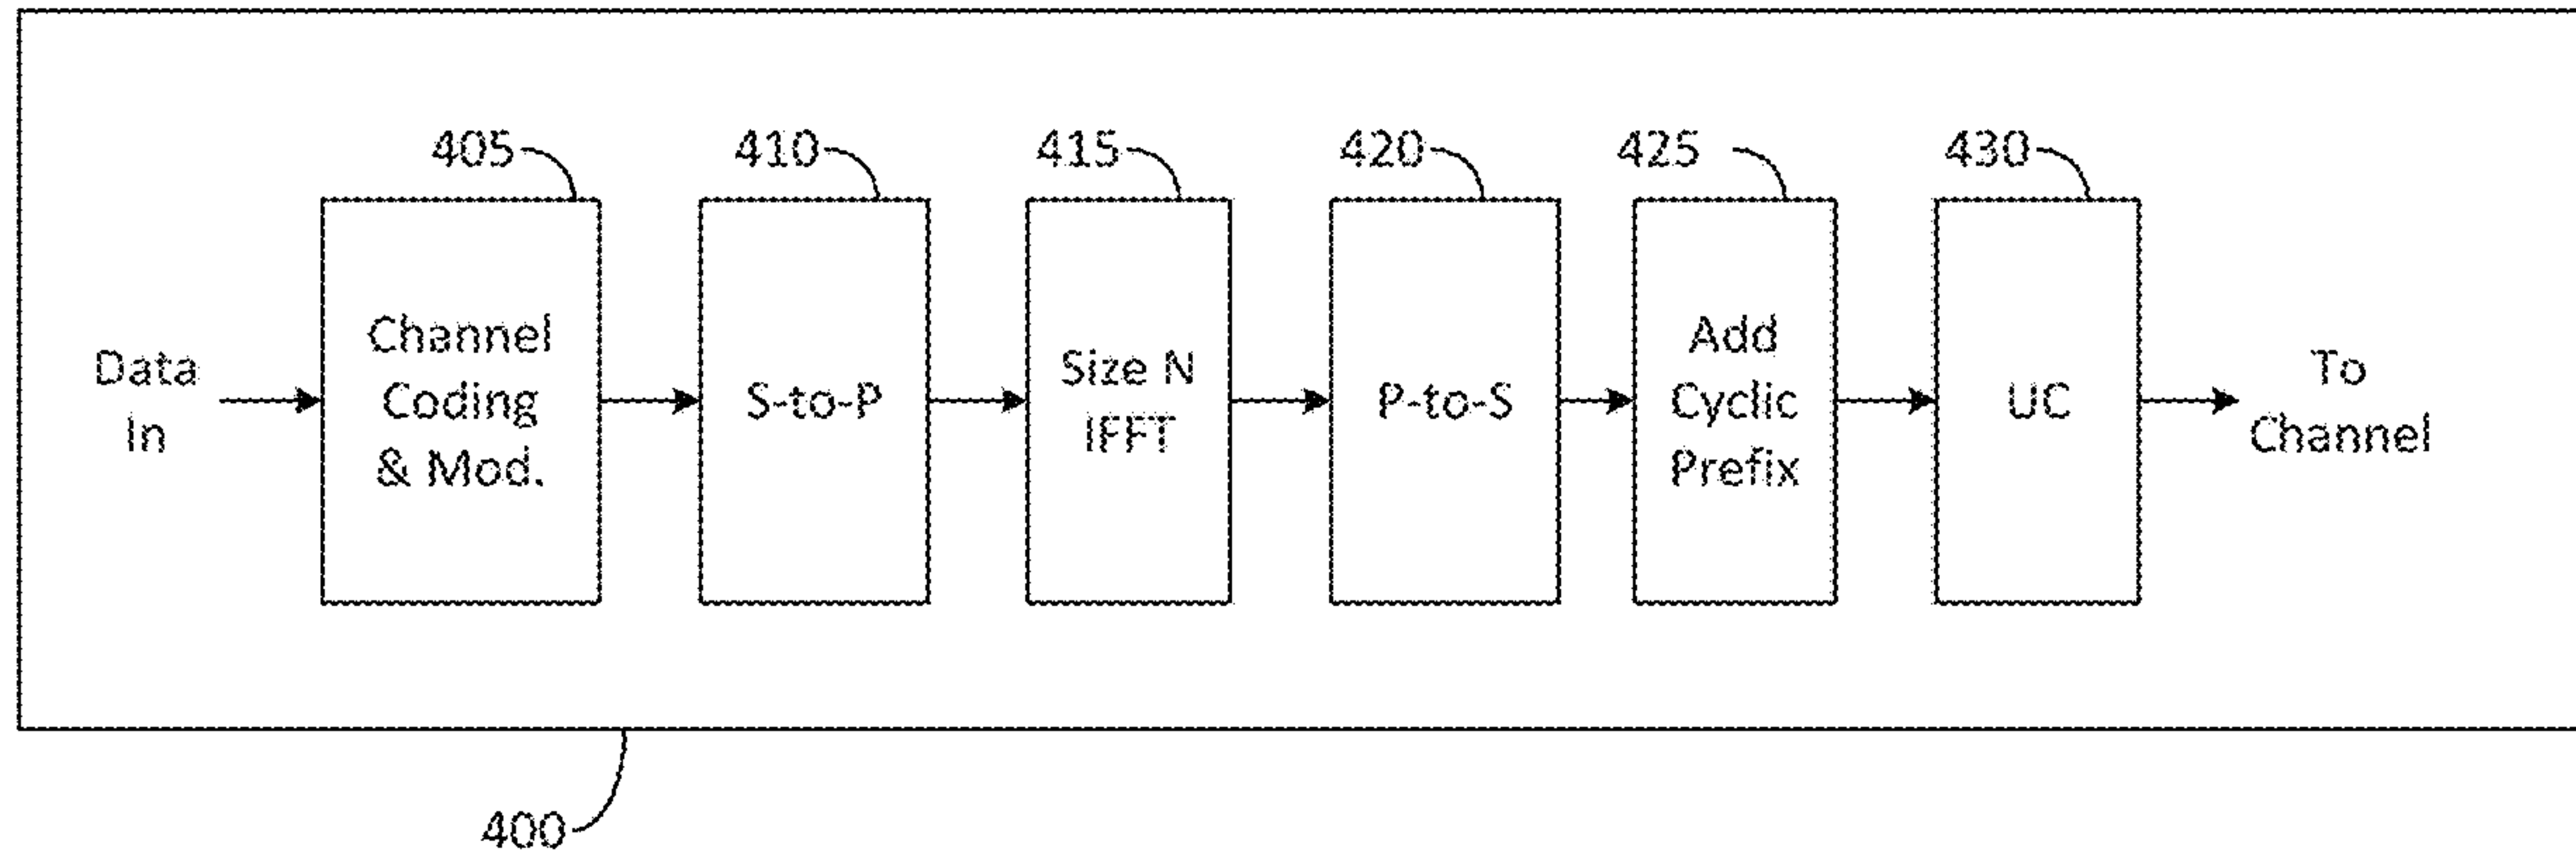 405
410
415
420
425
430
Data
In
Channel
Coding
& Mod.
S-to-P
Size N
IFFT
P-to-S
Add
Cyclic
Prefix
UC
To
Channel
400